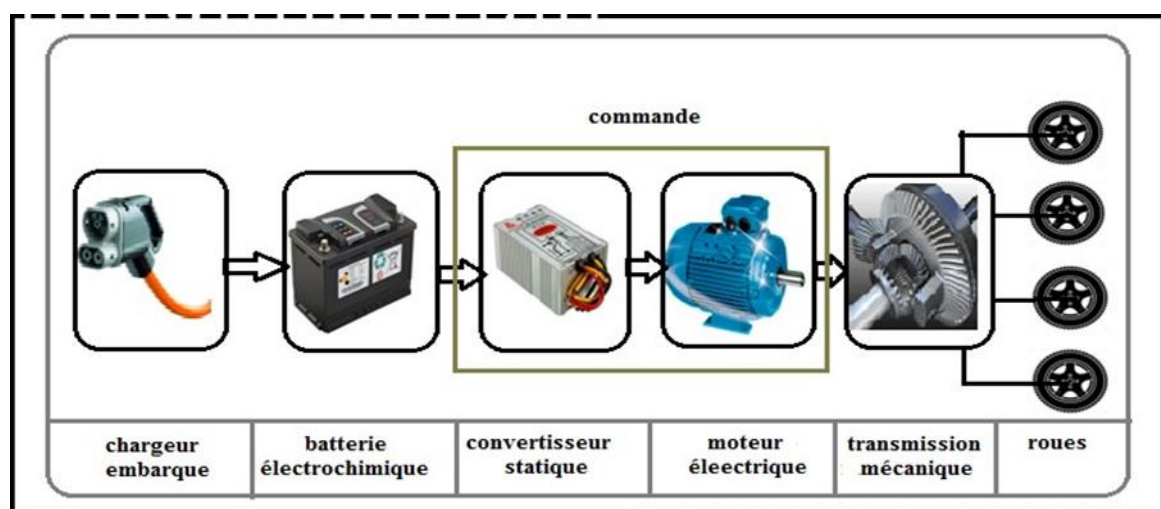 commande
chargeur
embarque
batterie
électrochimique
convertisseur
statique
moteur
éleectrique
transmission
mécanique
roues